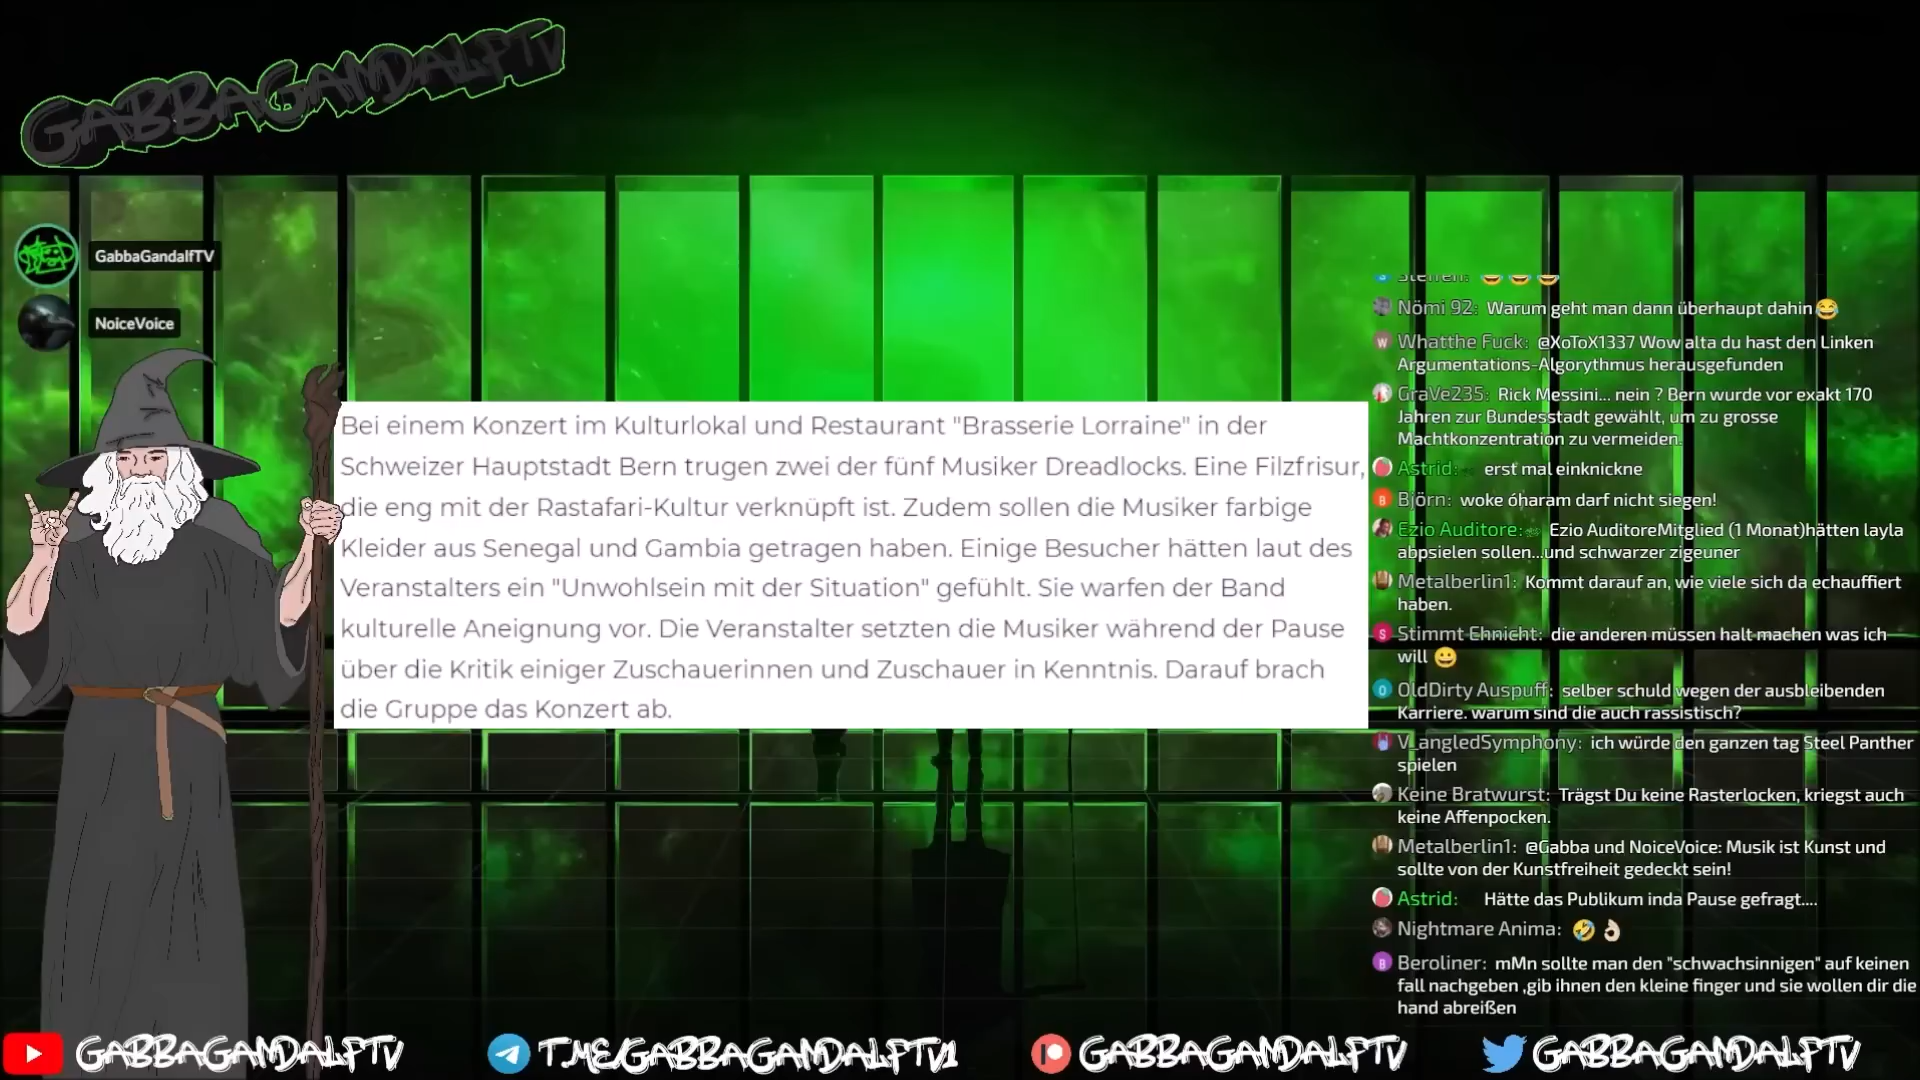 GABBAGANDALFTV
GabbaGandalfTV
NoiceVoice
Bei einem Konzert im Kulturlokal und Restaurant "Brasserie Lorraine" in der
Schweizer Hauptstadt Bern trugen zwei der fünf Musiker Dreadlocks. Eine Filzfrisur,
die eng mit der Rastafari-Kultur verknüpft ist. Zudem sollen die Musiker farbige
Kleider aus Senegal und Gambia getragen haben. Einige Besucher hätten laut des
Veranstalters ein "Unwohlsein mit der Situation" gefühlt. Sie warfen der Band
kulturelle Aneignung vor. Die Veranstalter setzten die Musiker während der Pause
über die Kritik einiger Zuschauerinnen und Zuschauer in Kenntnis. Darauf brach
die Gruppe das Konzert ab.
Steffen: 😂 😂 😂
Nömi 92: Warum geht man dann überhaupt dahin😂
W Whatthe Fuck: @XoToX1337 Wow alta du hast den Linken
Argumentations-Algorythmus herausgefunden
GraVe235: Rick Messini... nein ? Bern wurde vor exakt 170
Jahren zur Bundesstadt gewählt, um zu grosse
Machtkonzentration zu vermeiden.
Astrid: erst mal einknickne
B Björn: woke óharam darf nicht siegen!
Ezio Auditore: Ezio AuditoreMitglied (1 Monat)hätten layla
abpsielen sollen...und schwarzer zigeuner
Metalberlin1: Kommt darauf an, wie viele sich da echauffiert
haben.
S Stimmt Ehnicht: die anderen müssen halt machen was ich
will 😀
O OldDirty Auspuff: selber schuld wegen der ausbleibenden
Karriere. warum sind die auch rassistisch?
V_angledSymphony: ich würde den ganzen tag Steel Panther
spielen
Keine Bratwurst: Trägst Du keine Rasterlocken, kriegst auch
keine Affenpocken.
Metalberlin1: @Gabba und NoiceVoice: Musik ist Kunst und
sollte von der Kunstfreiheit gedeckt sein!
Astrid: Hätte das Publikum inda Pause gefragt....
Nightmare Anima: 🤣 👌🏻
B Beroliner: mMn sollte man den "schwachsinnigen" auf keinen
fall nachgeben ,gib ihnen den kleine finger und sie wollen dir die
hand abreißen
GABBAGANDALFTV
T.ME/GABBAGANDALFTV1
GABBAGANDALFTV
GABBAGANDALFTV